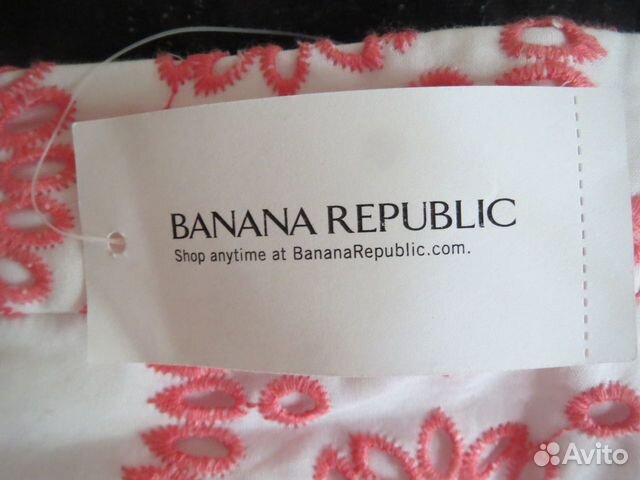 BANANA REPUBLIC
Shop anytime at BananaRepublic.com.
Avito